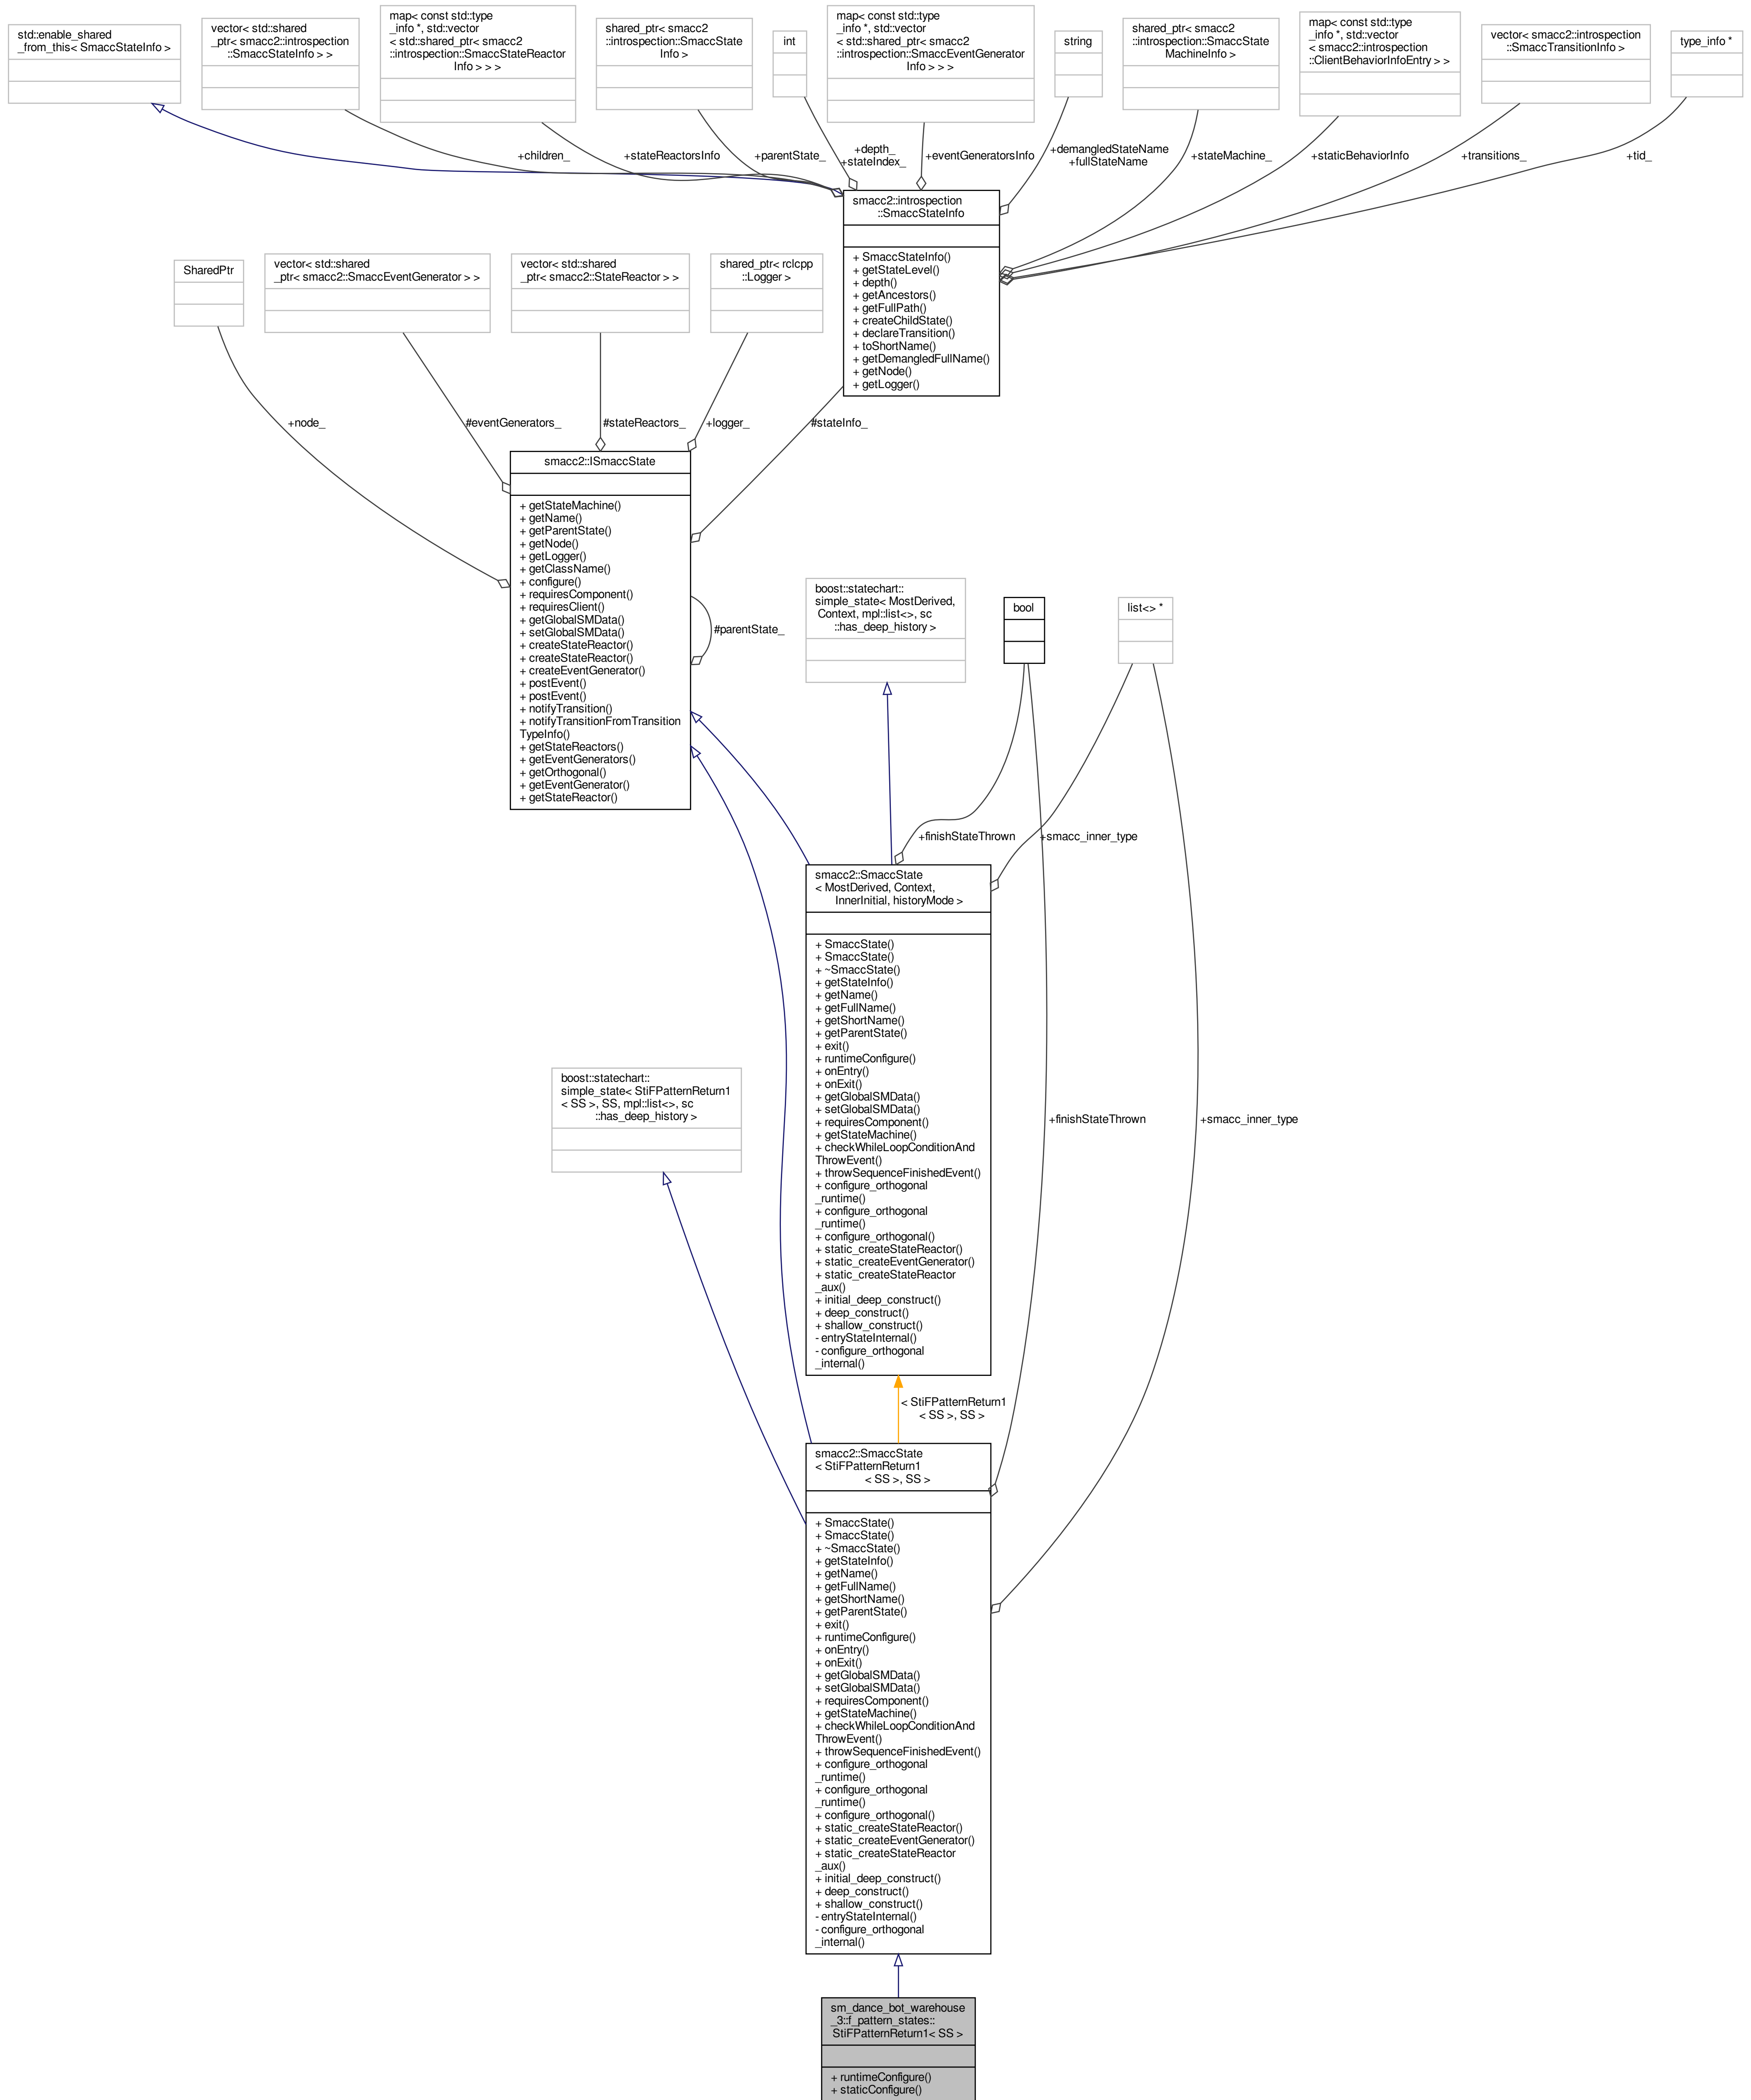 std::enable_shared
_from_this< SmaccStateInfo >
vector< std::shared
_ptr< smacc2::introspection
::SmaccStateInfo > >
map< const std::type
_info *, std::vector
< std::shared_ptr< smacc2
::introspection::SmaccStateReactor
Info > > >
shared_ptr< smacc2
::introspection::SmaccState
Info >
int
map< const std::type
_info *, std::vector
< std::shared_ptr< smacc2
::introspection::SmaccEventGenerator
Info > > >
string
shared_ptr< smacc2
::introspection::SmaccState
MachineInfo >
map< const std::type
_info *, std::vector
< smacc2::introspection
::ClientBehaviorInfoEntry > >
vector< smacc2::introspection
::SmaccTransitionInfo >
type_info *
+children_
+stateReactorsInfo
+parentState_
+depth_
+stateIndex_
+eventGeneratorsInfo
+demangledStateName
+fullStateName
+stateMachine_
+staticBehaviorInfo
+transitions_
+tid_
smacc2::introspection
::SmaccStateInfo
+ SmaccStateInfo()
+ getStateLevel()
+ depth()
+ getAncestors()
+ getFullPath()
+ createChildState()
+ declareTransition()
+ toShortName()
+ getDemangledFullName()
+ getNode()
+ getLogger()
SharedPtr
vector< std::shared
_ptr< smacc2::SmaccEventGenerator > >
vector< std::shared
_ptr< smacc2::StateReactor > >
shared_ptr< rclcpp
::Logger >
+node_
#eventGenerators_
#stateReactors_
+logger_
#stateInfo_
smacc2::ISmaccState
+ getStateMachine()
+ getName()
+ getParentState()
+ getNode()
+ getLogger()
+ getClassName()
+ configure()
+ requiresComponent()
+ requiresClient()
+ getGlobalSMData()
+ setGlobalSMData()
+ createStateReactor()
+ createStateReactor()
+ createEventGenerator()
+ postEvent()
+ postEvent()
+ notifyTransition()
+ notifyTransitionFromTransition
TypeInfo()
+ getStateReactors()
+ getEventGenerators()
+ getOrthogonal()
+ getEventGenerator()
+ getStateReactor()
#parentState_
boost::statechart::
simple_state< MostDerived,
Context, mpl::list<>, sc
::has_deep_history >
bool
list<> *
+finishStateThrown
+smacc_inner_type
smacc2::SmaccState
< MostDerived, Context,
InnerInitial, historyMode >
+ SmaccState()
+ SmaccState()
+ ~SmaccState()
+ getStateInfo()
+ getName()
+ getFullName()
+ getShortName()
+ getParentState()
+ exit()
+ runtimeConfigure()
+ onEntry()
+ onExit()
+ getGlobalSMData()
+ setGlobalSMData()
+ requiresComponent()
+ getStateMachine()
+ checkWhileLoopConditionAnd
ThrowEvent()
+ throwSequenceFinishedEvent()
+ configure_orthogonal
_runtime()
+ configure_orthogonal
_runtime()
+ configure_orthogonal()
+ static_createStateReactor()
+ static_createEventGenerator()
+ static_createStateReactor
_aux()
+ initial_deep_construct()
+ deep_construct()
+ shallow_construct()
- entryStateInternal()
- configure_orthogonal
_internal()
boost::statechart::
simple_state< StiFPatternReturn1
< SS >, SS, mpl::list<>, sc
::has_deep_history >
+finishStateThrown
+smacc_inner_type
< StiFPatternReturn1
< SS >, SS >
smacc2::SmaccState
< StiFPatternReturn1
< SS >, SS >
+ SmaccState()
+ SmaccState()
+ ~SmaccState()
+ getStateInfo()
+ getName()
+ getFullName()
+ getShortName()
+ getParentState()
+ exit()
+ runtimeConfigure()
+ onEntry()
+ onExit()
+ getGlobalSMData()
+ setGlobalSMData()
+ requiresComponent()
+ getStateMachine()
+ checkWhileLoopConditionAnd
ThrowEvent()
+ throwSequenceFinishedEvent()
+ configure_orthogonal
_runtime()
+ configure_orthogonal
_runtime()
+ configure_orthogonal()
+ static_createStateReactor()
+ static_createEventGenerator()
+ static_createStateReactor
_aux()
+ initial_deep_construct()
+ deep_construct()
+ shallow_construct()
- entryStateInternal()
- configure_orthogonal
_internal()
sm_dance_bot_warehouse
_3::f_pattern_states::
StiFPatternReturn1< SS >
+ runtimeConfigure()
+ staticConfigure()